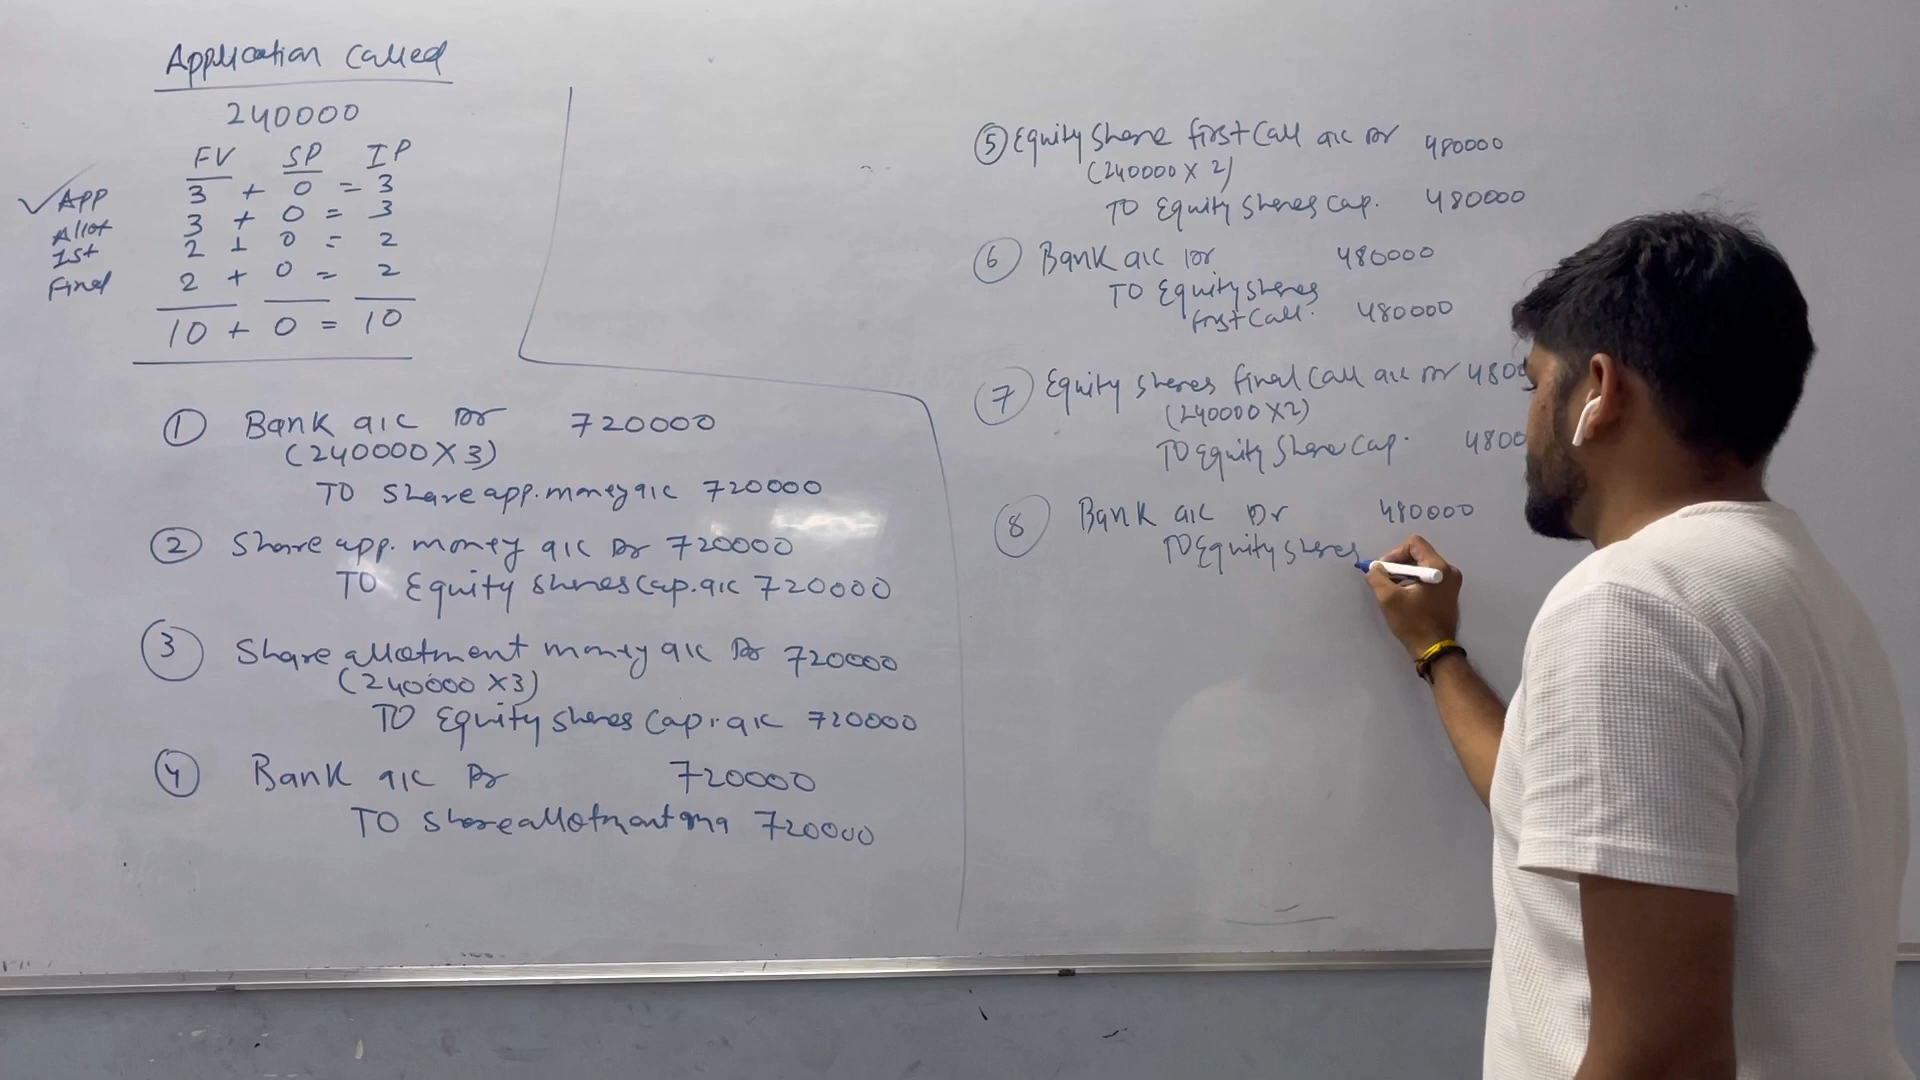 Application Called
240000
FV SP IP
App 3 + 0 = 3
Allot 3 + 0 = 3
Ist 2 + 0 = 2
Final 2 + 0 = 2
10 + 0 = 10
① Bank a/c Dr 720000
(240000 X 3)
TO Share app. money a/c 720000
② Share app. money a/c Dr 720000
TO Equity shares cap. a/c 720000
③ Share allotment money a/c Dr 720000
(240000 X3)
TO Equity shares Cap. a/c 720000
④ Bank a/c Dr 720000
TO Share allotment 720000
⑤ Equity Share first Call a/c Dr 480000
(240000 X 2)
TO Equity Shares Cap. 480000
⑥ Bank a/c Dr 480000
TO Equity shares
first Call. 480000
⑦ Equity shares final Call a/c Dr 480
(240000 X2)
TO Equity Share Cap. 4800
⑧ Bank a/c Dr 480000
TO Equity shares